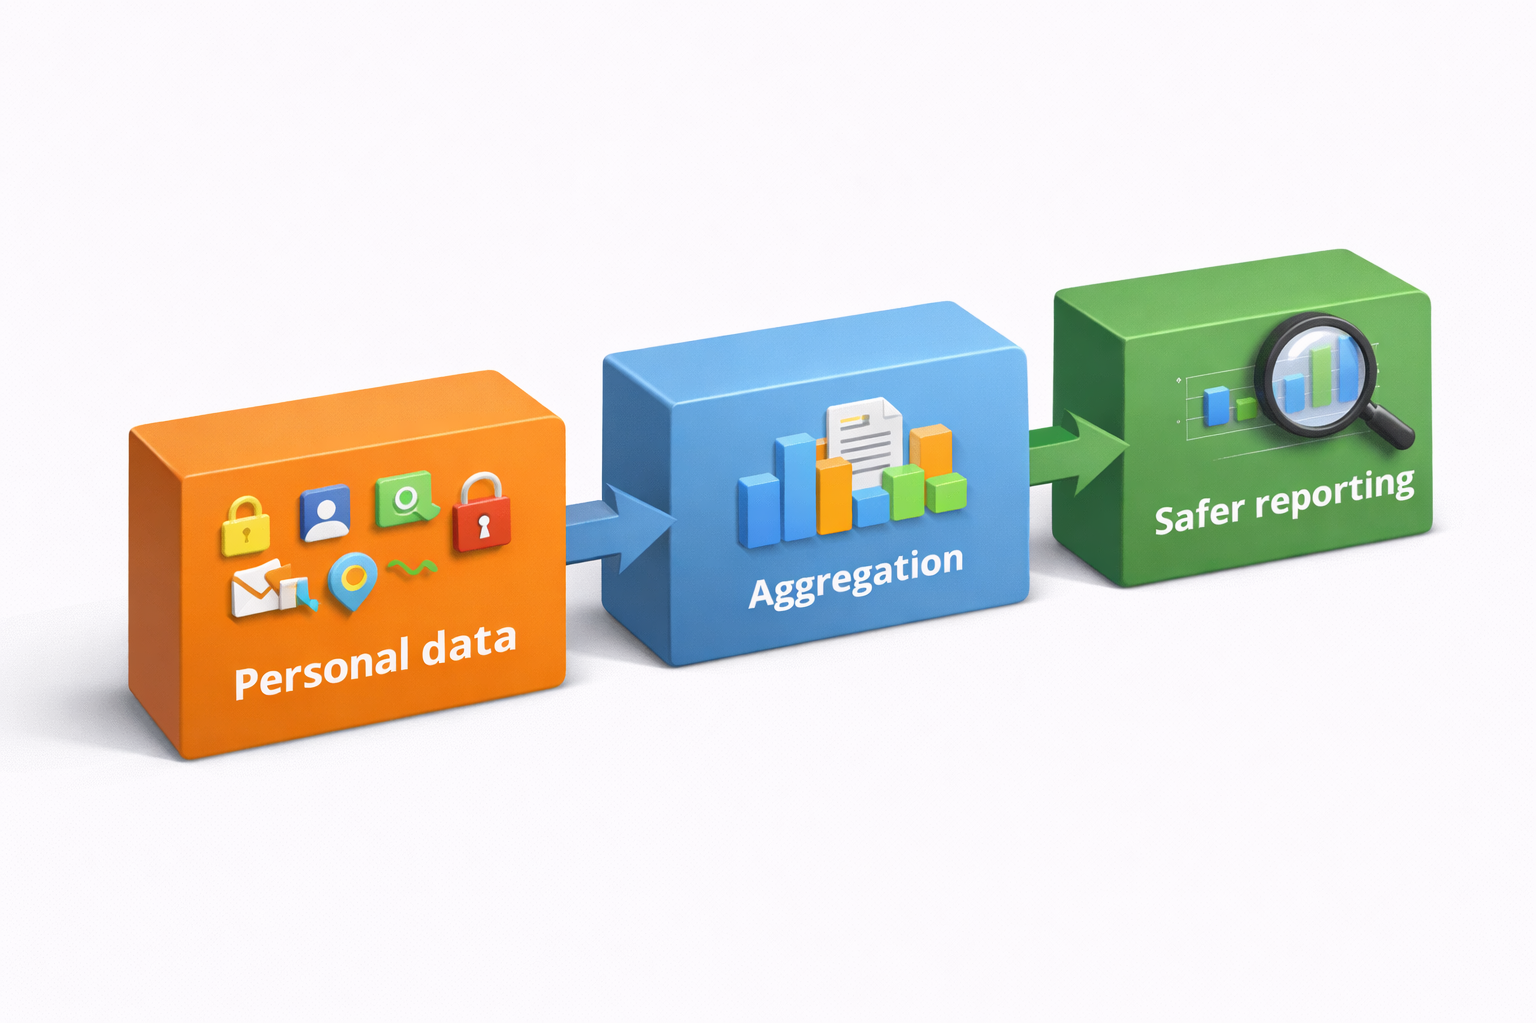 Personal data
Aggregation
Safer reporting